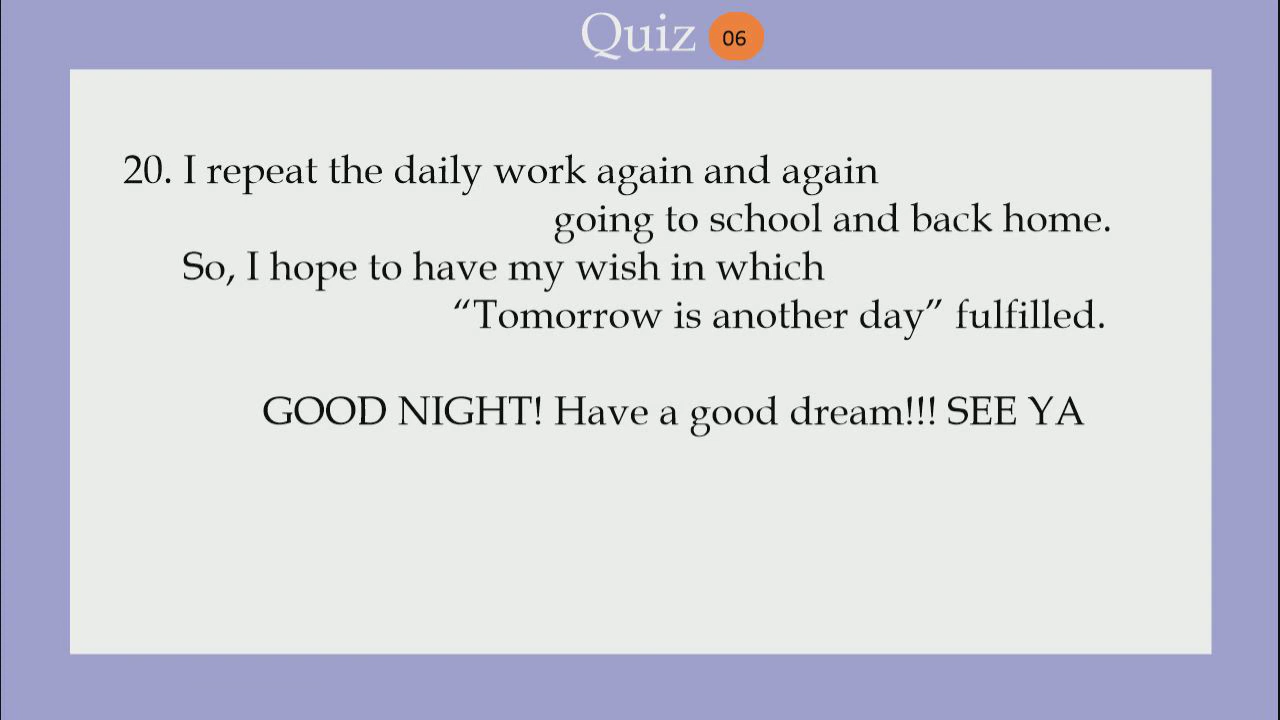 Quiz 06
20. I repeat the daily work again and again
going to school and back home.
So, I hope to have my wish in which
“Tomorrow is another day” fulfilled.
GOOD NIGHT! Have a good dream!!! SEE YA